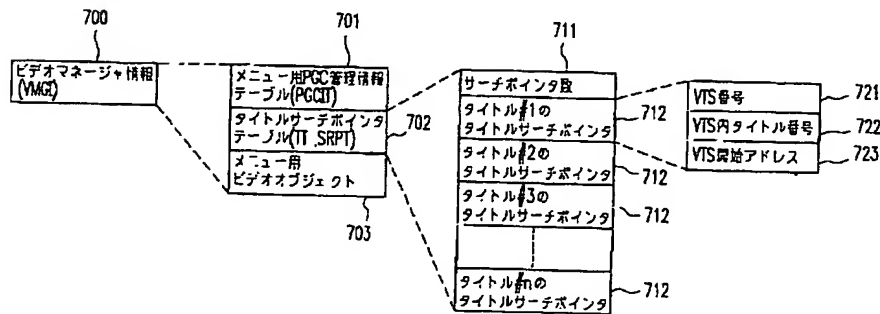 700
ビデオマネージャ情報
(VMGI)
701
メニュー用PGC管理情報
テーブル(PGCIT)
タイトルサーチポインタ
テーブル(TT_SRPT)
702
メニュー用
ビデオオブジェクト
703
711
サーチポインタ数
タイトル#1の
タイトルサーチポインタ
712
タイトル#2の
タイトルサーチポインタ
712
タイトル#3の
タイトルサーチポインタ
712
タイトル#nの
タイトルサーチポインタ
712
VTS番号
721
VTS内タイトル番号
722
VTS開始アドレス
723